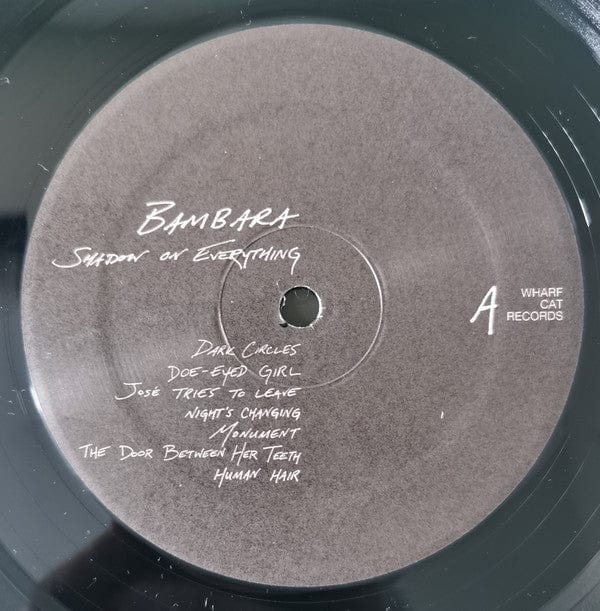 BAMBARA
SHADOW ON EVERYTHING
A
WHARF
CAT
RECORDS
DARK CIRCLES
DOE-EYED GIRL
JOSÉ TRIES TO LEAVE
NIGHT'S CHANGING
MONUMENT
THE DOOR BETWEEN HER TEETH
HUMAN HAIR